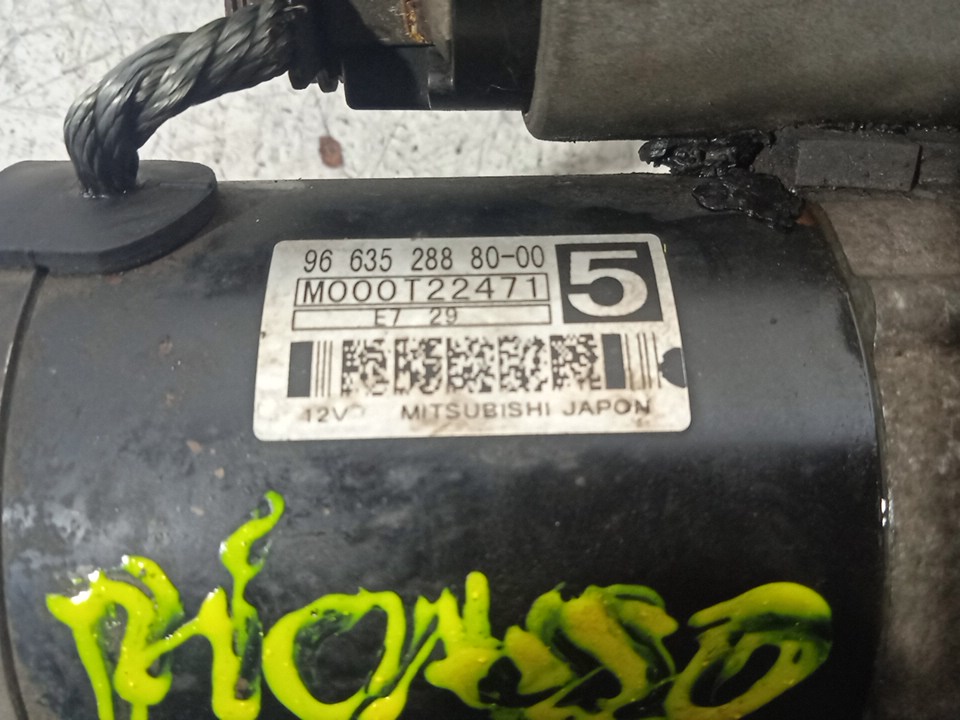 96 635 288 80-00
5
M000T22471
E7 29
12V
MITSUBISHI JAPON